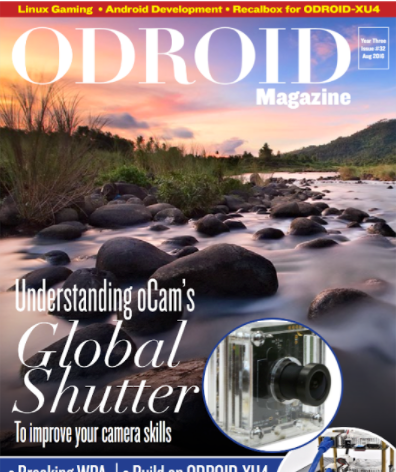 Linux Gaming • Android Development • Recalbox for ODROID-XU4
ODROID
Year Three
Issue #32
Aug 2016
Magazine
Understanding oCam's
Global
Shutter
To improve your camera skills
• Breaking WPA | • Build an ODROID-XU4